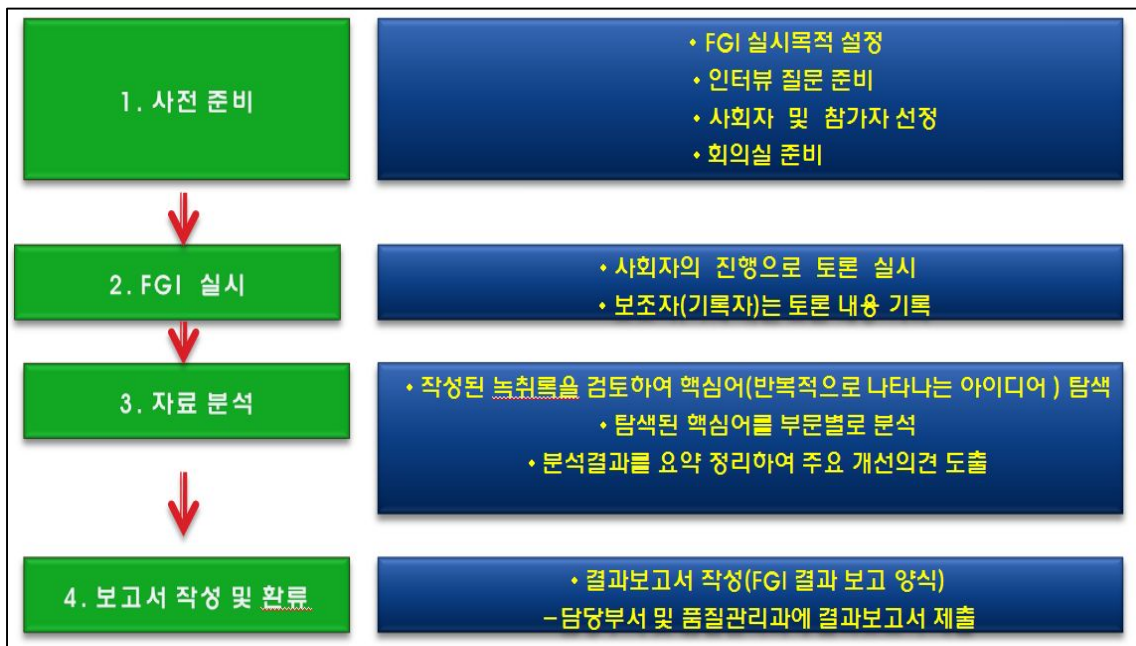 1. 사전 준비
• FGI 실시목적 설정
• 인터뷰 질문 준비
• 사회자 및 참가자 선정
• 회의실 준비
2. FGI 실시
• 사회자의 진행으로 토론 실시
• 보조자(기록자)는 토론 내용 기록
3. 자료 분석
• 작성된 녹취록을 검토하여 핵심어(반복적으로 나타나는 아이디어 ) 탐색
• 탐색된 핵심어를 부문별로 분석
• 분석결과를 요약 정리하여 주요 개선의견 도출
4. 보고서 작성 및 환류
• 결과보고서 작성(FGI 결과 보고 양식)
–담당부서 및 품질관리과에 결과보고서 제출